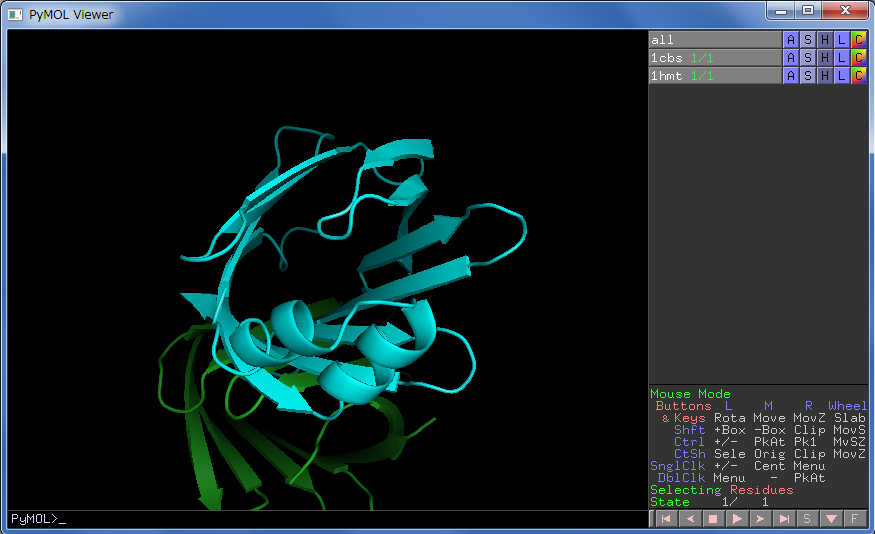 PyMOL Viewer
all A S H L C
1cbs 1/1 A S H L C
1hmt 1/1 A S H L C
Mouse Mode
Buttons L M R Wheel
& Keys Rota Move MovZ Slab
Shft +Box -Box Clip MovS
Ctrl +/- PkAt Pk1 MvSZ
CtSh Sele Orig Clip MovZ
SnglClk +/- Cent Menu
DblClk Menu - PkAt
Selecting Residues
State 1/ 1
PyMOL>_
S F